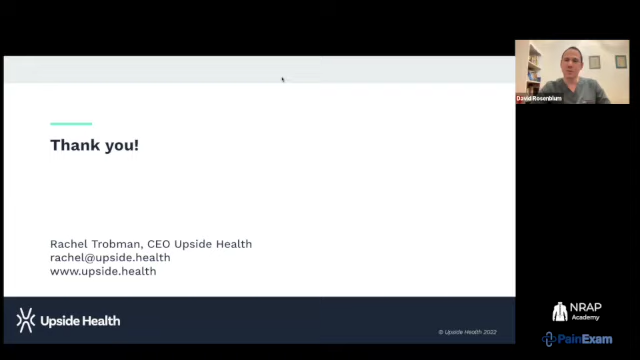 David Rosenblum
Thank you!
Rachel Trobman, CEO Upside Health
rachel@upside.health
www.upside.health
Upside Health
© Upside Health 2022
NRAP
Academy
PainExam